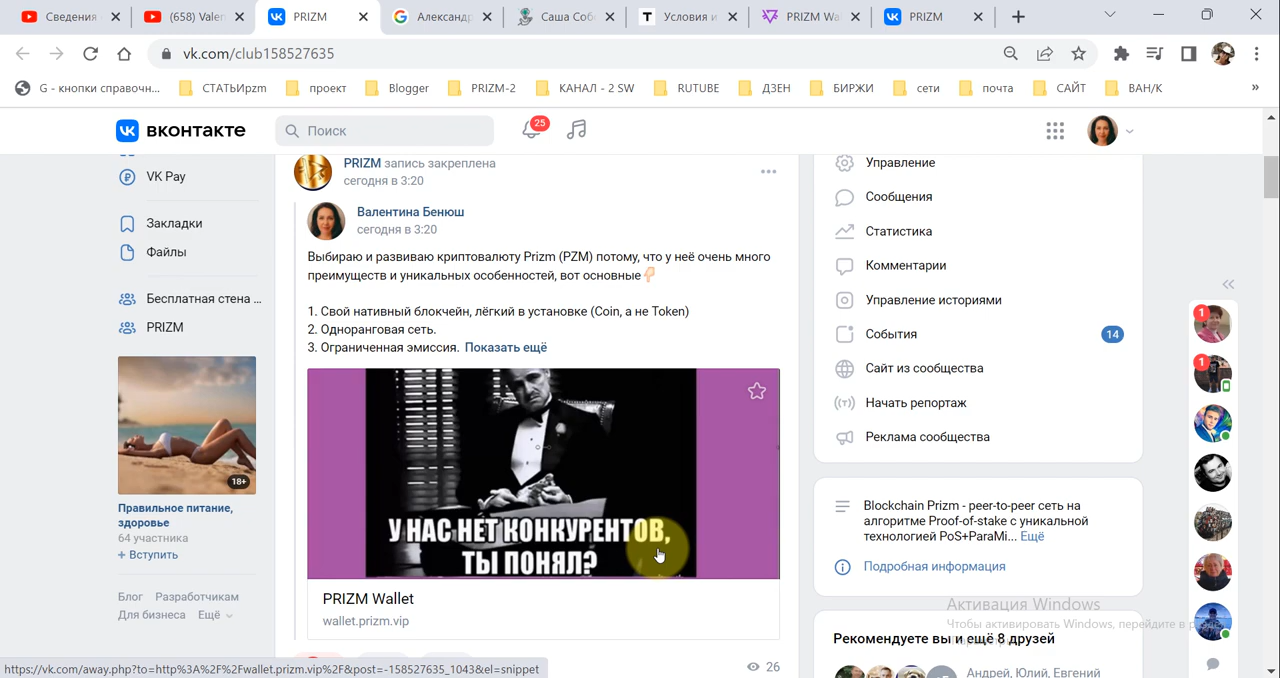 Сведения
(658) Valer
PRIZM
Александ
Саша Соб
Условия и
PRIZM Wa
PRIZM
vk.com/club158527635
G - кнопки справочн...
СТАТЬИpzm
проект
Blogger
PRIZM-2
КАНАЛ - 2 SW
RUTUBE
ДЗЕН
БИРЖИ
сети
почта
САЙТ
ВАН/К
»
вконтакте
Поиск
25
VK Pay
Закладки
Файлы
Бесплатная стена ...
PRIZM
18+
Правильное питание,
здоровье
64 участника
+ Вступить
Блог Разработчикам
Для бизнеса Ещё
PRIZM запись закреплена
сегодня в 3:20
Валентина Бенюш
сегодня в 3:20
Выбираю и развиваю криптовалюту Prizm (PZM) потому, что у неё очень много
преимуществ и уникальных особенностей, вот основные👇🏻
1. Свой нативный блокчейн, лёгкий в установке (Coin, а не Token)
2. Одноранговая сеть.
3. Ограниченная эмиссия. Показать ещё
У НАС НЕТ КОНКУРЕНТОВ,
ТЫ ПОНЯЛ?
PRIZM Wallet
wallet.prizm.vip
26
Управление
Сообщения
Статистика
Комментарии
Управление историями
События
14
Сайт из сообщества
Начать репортаж
Реклама сообщества
Blockchain Prizm - peer-to-peer сеть на
алгоритме Proof-of-stake с уникальной
технологией PoS+ParaMi... Ещё
Подробная информация
Активация Windows
Чтобы активировать Windows, перейдите в
Рекомендуете вы и ещё 8 друзей
Андрей, Юлий, Евгений
1
1
https://vk.com/away.php?to=http%3A%2F%2Fwallet.prizm.vip%2F&post=-158527635_1043&el=snippet